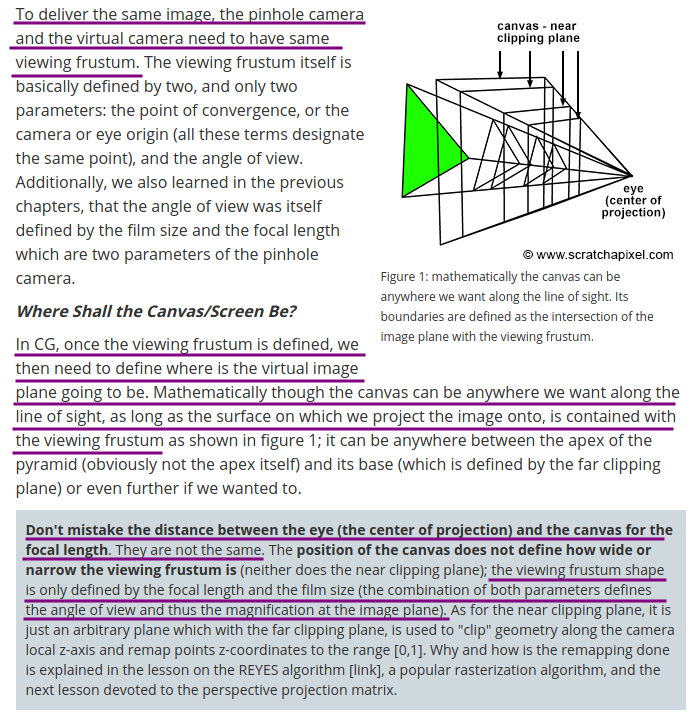 To deliver the same image, the pinhole camera
and the virtual camera need to have same
viewing frustum. The viewing frustum itself is
basically defined by two, and only two
parameters: the point of convergence, or the
camera or eye origin (all these terms designate
the same point), and the angle of view.
Additionally, we also learned in the previous
chapters, that the angle of view was itself
defined by the film size and the focal length
which are two parameters of the pinhole
camera.
canvas - near
clipping plane
eye
(center of
projection)
© www.scratchapixel.com
Figure 1: mathematically the canvas can be
anywhere we want along the line of sight. Its
boundaries are defined as the intersection of the
image plane with the viewing frustum.
Where Shall the Canvas/Screen Be?
In CG, once the viewing frustum is defined, we
then need to define where is the virtual image
plane going to be. Mathematically though the canvas can be anywhere we want along the
line of sight, as long as the surface on which we project the image onto, is contained with
the viewing frustum as shown in figure 1; it can be anywhere between the apex of the
pyramid (obviously not the apex itself) and its base (which is defined by the far clipping
plane) or even further if we wanted to.
Don't mistake the distance between the eye (the center of projection) and the canvas for the
focal length. They are not the same. The position of the canvas does not define how wide or
narrow the viewing frustum is (neither does the near clipping plane); the viewing frustum shape
is only defined by the focal length and the film size (the combination of both parameters defines
the angle of view and thus the magnification at the image plane). As for the near clipping plane, it is
just an arbitrary plane which with the far clipping plane, is used to "clip" geometry along the camera
local z-axis and remap points z-coordinates to the range [0,1]. Why and how is the remapping done
is explained in the lesson on the REYES algorithm [link], a popular rasterization algorithm, and the
next lesson devoted to the perspective projection matrix.